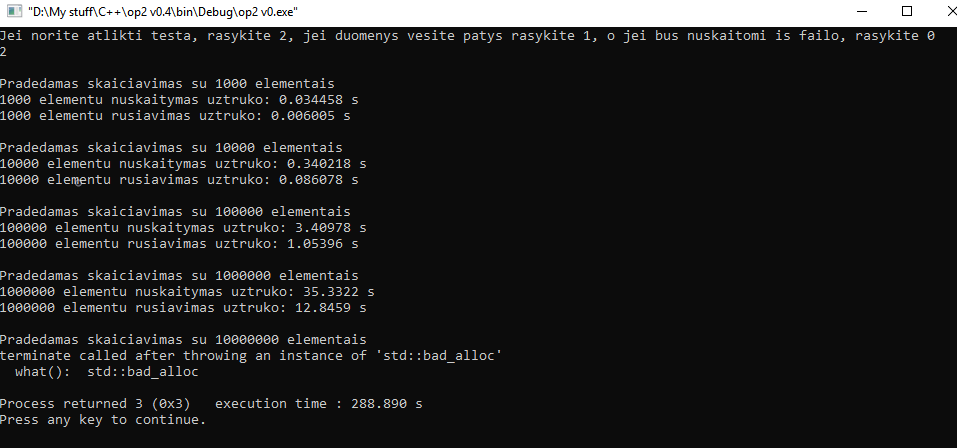 "D:\My stuff\C++\op2 v0.4\bin\Debug\op2 v0.exe"
Jei norite atlikti testa, rasykite 2, jei duomenys vesite patys rasykite 1, o jei bus nuskaitomi is failo, rasykite 0
2
Pradedamas skaiciavimas su 1000 elementais
1000 elementu nuskaitymas uztruko: 0.034458 s
1000 elementu rusiavimas uztruko: 0.006005 s
Pradedamas skaiciavimas su 10000 elementais
10000 elementu nuskaitymas uztruko: 0.340218 s
10000 elementu rusiavimas uztruko: 0.086078 s
Pradedamas skaiciavimas su 100000 elementais
100000 elementu nuskaitymas uztruko: 3.40978 s
100000 elementu rusiavimas uztruko: 1.05396 s
Pradedamas skaiciavimas su 1000000 elementais
1000000 elementu nuskaitymas uztruko: 35.3322 s
1000000 elementu rusiavimas uztruko: 12.8459 s
Pradedamas skaiciavimas su 10000000 elementais
terminate called after throwing an instance of 'std::bad_alloc'
what():  std::bad_alloc
Process returned 3 (0x3)   execution time : 288.890 s
Press any key to continue.